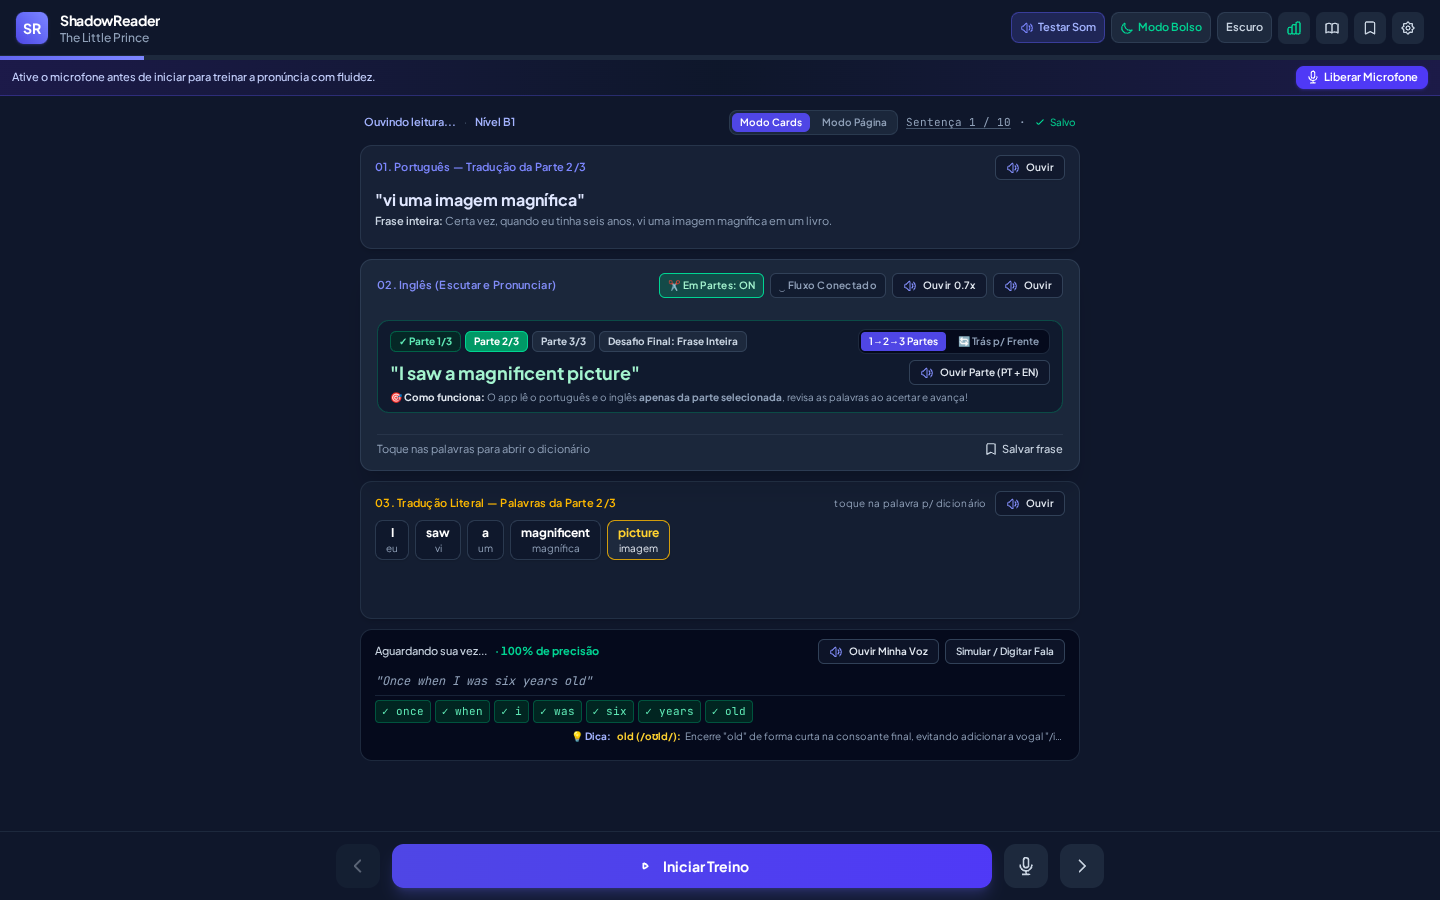 SR ShadowReader
The Little Prince
Testar Som Modo Bolso Escuro
Ative o microfone antes de iniciar para treinar a pronúncia com fluidez. Liberar Microfone
Ouvindo leitura... · Nível B1 Modo Cards Modo Página Sentença 1 / 10 · ✓ Salvo
01. Português — Tradução da Parte 2/3 Ouvir
"vi uma imagem magnífica"
Frase inteira: Certa vez, quando eu tinha seis anos, vi uma imagem magnífica em um livro.
02. Inglês (Escutar e Pronunciar) ✂️ Em Partes: ON ‿ Fluxo Conectado Ouvir 0.7x Ouvir
✓ Parte 1/3 Parte 2/3 Parte 3/3 Desafio Final: Frase Inteira 1→2→3 Partes 🔄 Trás p/ Frente
"I saw a magnificent picture" Ouvir Parte (PT + EN)
🎯 Como funciona: O app lê o português e o inglês apenas da parte selecionada, revisa as palavras ao acertar e avança!
Toque nas palavras para abrir o dicionário Salvar frase
03. Tradução Literal — Palavras da Parte 2/3 toque na palavra p/ dicionário Ouvir
I saw a magnificent picture
eu vi um magnífica imagem
Aguardando sua vez... · 100% de precisão Ouvir Minha Voz Simular / Digitar Fala
"Once when I was six years old"
✓ once ✓ when ✓ i ✓ was ✓ six ✓ years ✓ old
💡 Dica: old (/oʊld/): Encerre "old" de forma curta na consoante final, evitando adicionar a vogal "/i...
Iniciar Treino